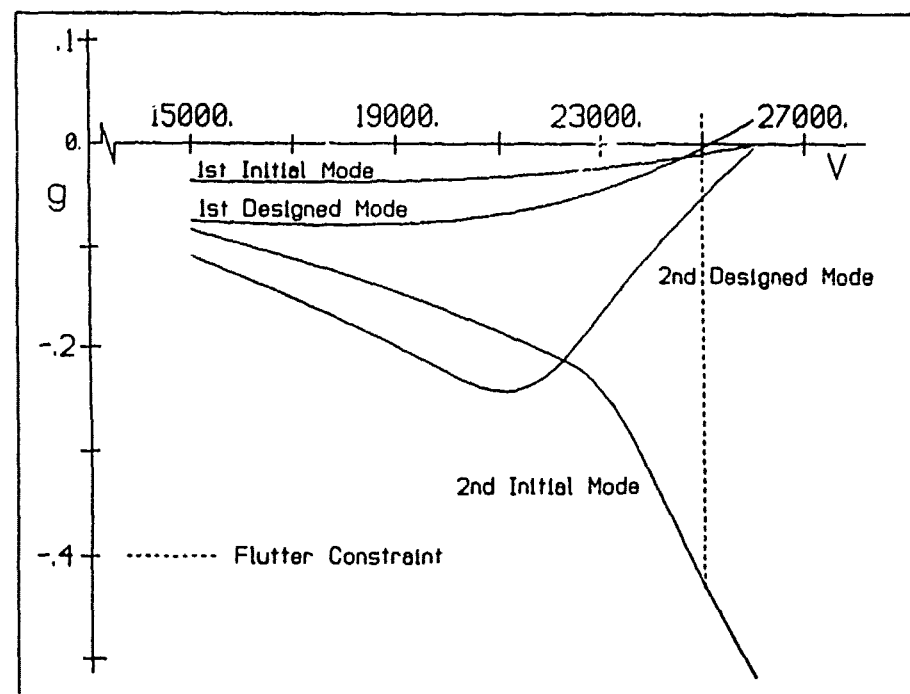 .1
15000. 19000. 23000. 27000.
0.
1st Initial Mode
V
g
1st Designed Mode
2nd Designed Mode
-.2
2nd Initial Mode
-.4
Flutter Constraint